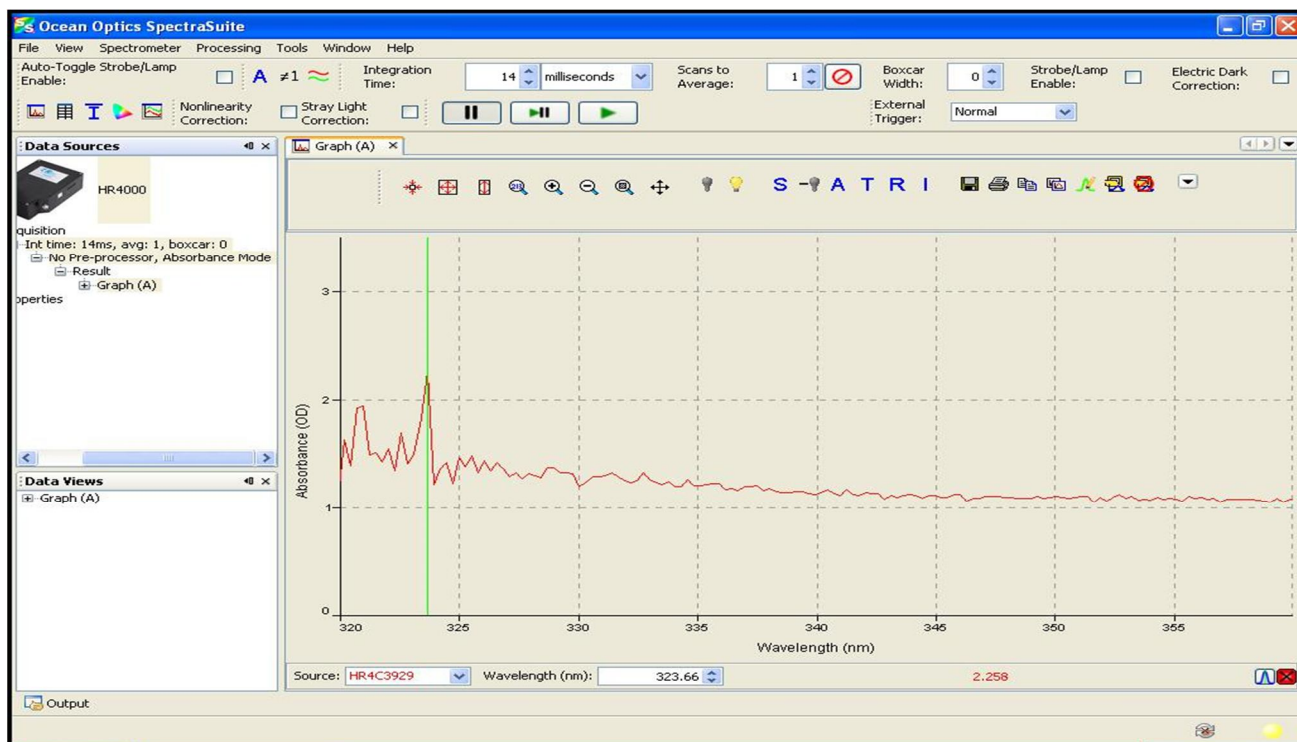 Ocean Optics SpectraSuite
File View Spectrometer Processing Tools Window Help
Auto-Toggle Strobe/Lamp Enable:
A ≠1
Integration Time: 14 milliseconds
Scans to Average: 1
Boxcar Width: 0
Strobe/Lamp Enable:
Electric Dark Correction:
Nonlinearity Correction:
Stray Light Correction:
External Trigger: Normal
Data Sources
HR4000
quisition
Int time: 14ms, avg: 1, boxcar: 0
No Pre-processor, Absorbance Mode
Result
Graph (A)
operties
Data Views
Graph (A)
Graph (A)
S A T R I
3
2
1
0
Absorbance (OD)
320 325 330 335 340 345 350 355
Wavelength (nm)
Source: HR4C3929 Wavelength (nm): 323.66 2.258
Output